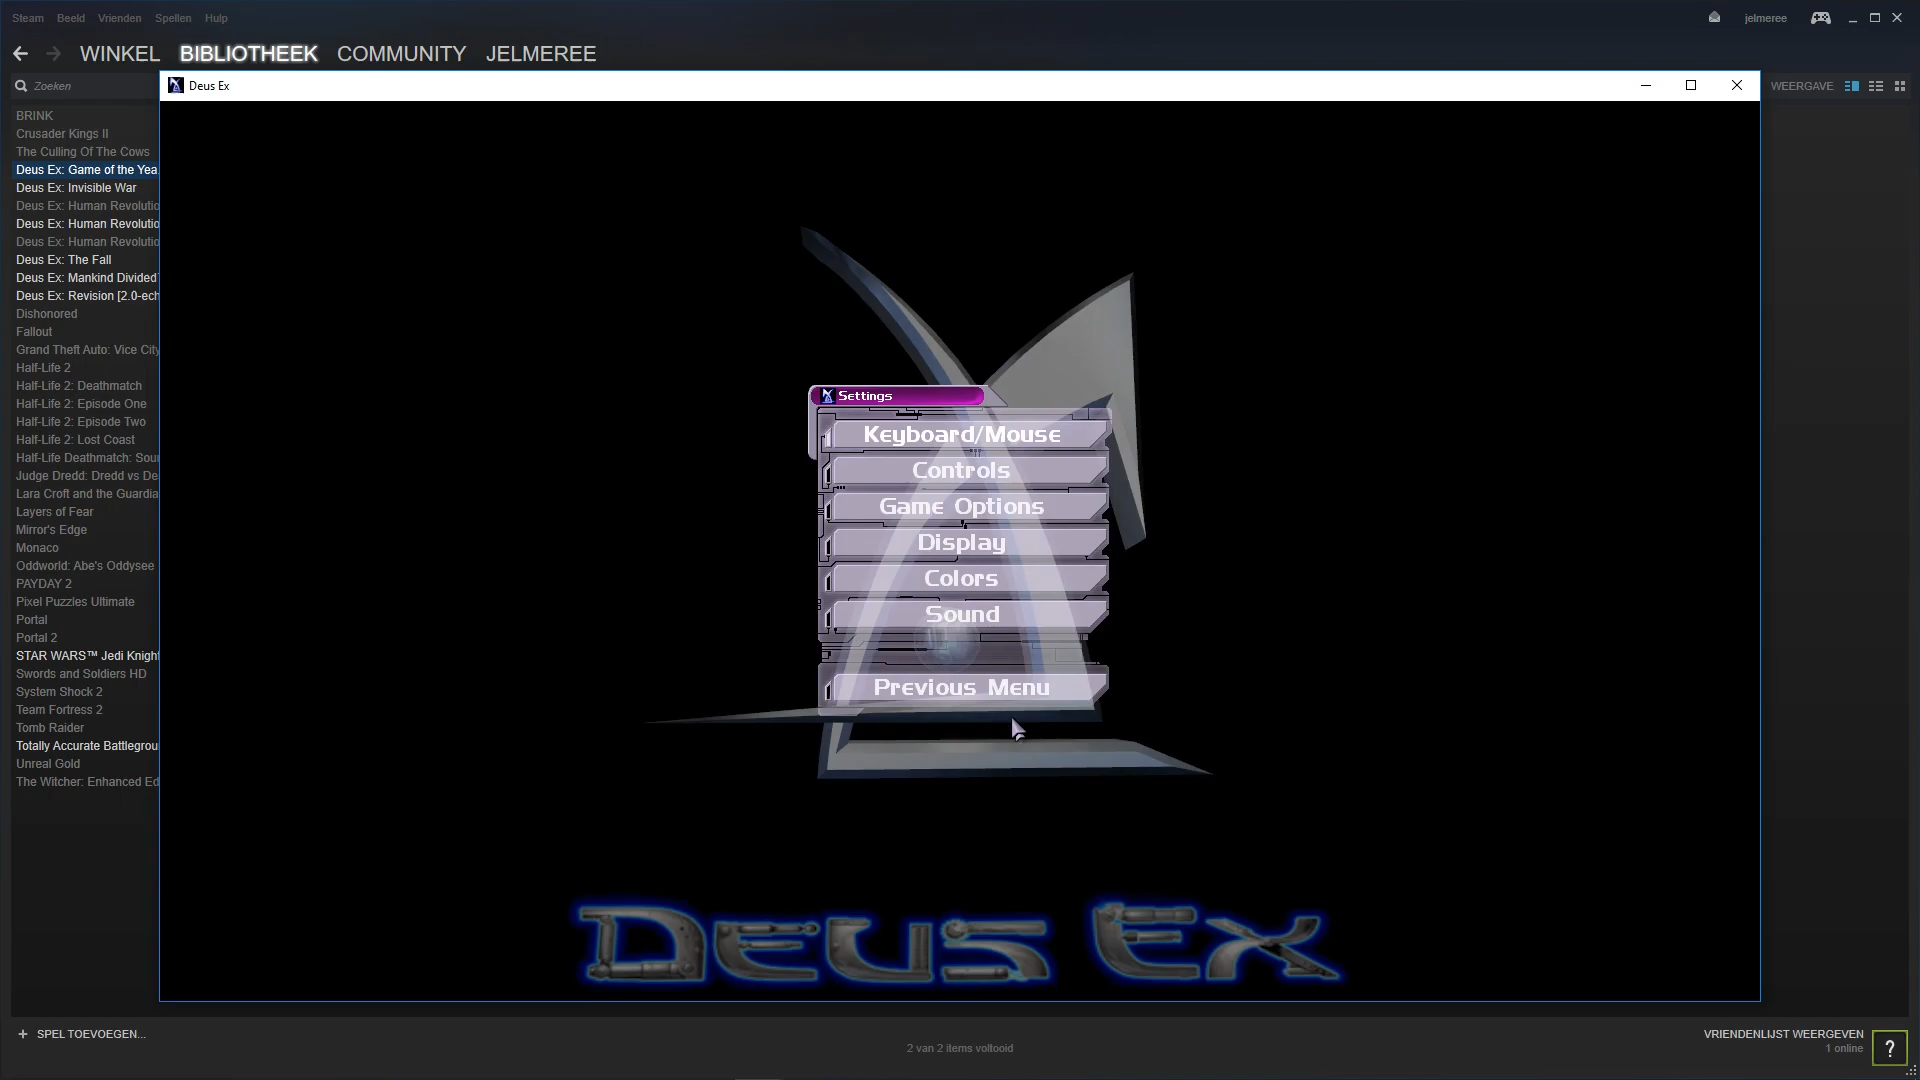 Steam Beeld Vrienden Spellen Hulp
jelmeree
WINKEL BIBLIOTHEEK COMMUNITY JELMEREE
Zoeken
Deus Ex
WEERGAVE
BRINK
Crusader Kings II
The Culling Of The Cows
Deus Ex: Game of the Yea
Deus Ex: Invisible War
Deus Ex: Human Revolutio
Deus Ex: Human Revolutio
Deus Ex: Human Revolutio
Deus Ex: The Fall
Deus Ex: Mankind Divided
Deus Ex: Revision [2.0-ech
Dishonored
Fallout
Grand Theft Auto: Vice City
Half-Life 2
Half-Life 2: Deathmatch
Half-Life 2: Episode One
Half-Life 2: Episode Two
Half-Life 2: Lost Coast
Half-Life Deathmatch: Sour
Judge Dredd: Dredd vs De
Lara Croft and the Guardia
Layers of Fear
Mirror's Edge
Monaco
Oddworld: Abe's Oddysee
PAYDAY 2
Pixel Puzzles Ultimate
Portal
Portal 2
STAR WARS™ Jedi Knight
Swords and Soldiers HD
System Shock 2
Team Fortress 2
Tomb Raider
Totally Accurate Battlegrou
Unreal Gold
The Witcher: Enhanced Ed
Settings
Keyboard/Mouse
Controls
Game Options
Display
Colors
Sound
Previous Menu
DEUS EX
+ SPEL TOEVOEGEN...
2 van 2 items voltooid
VRIENDENLIJST WEERGEVEN
1 online
?